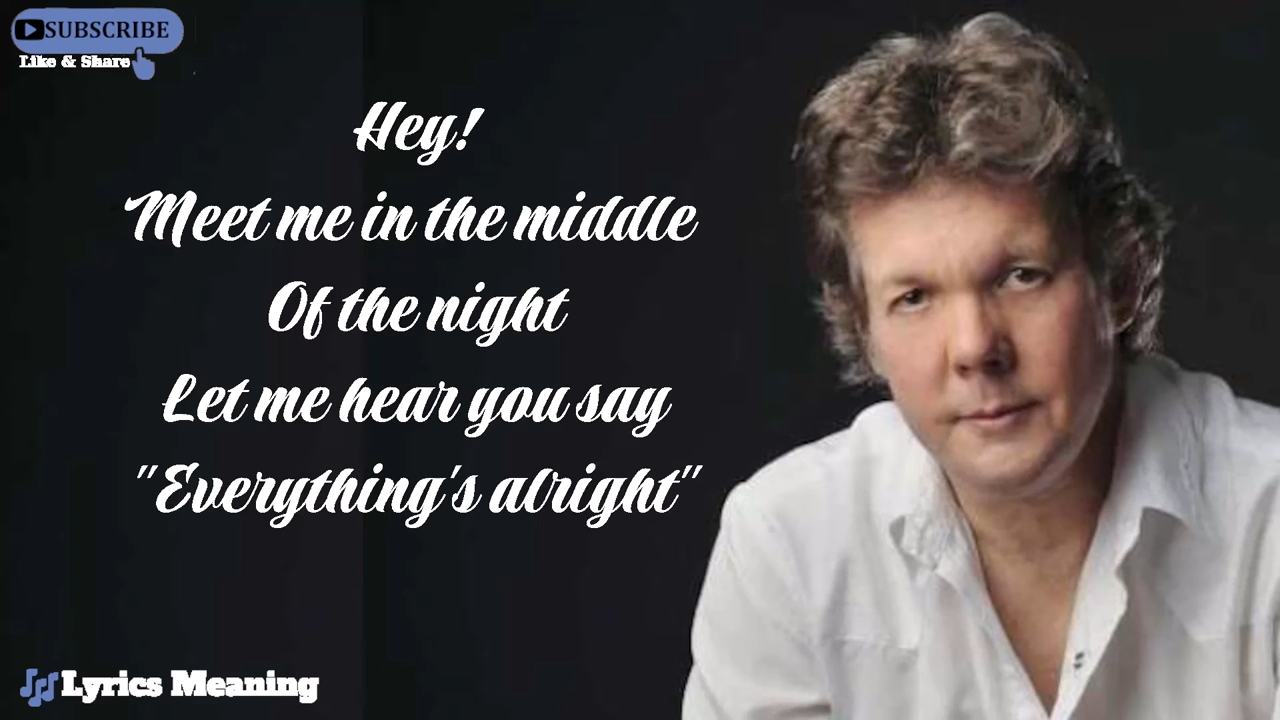 SUBSCRIBE
Like & Share
Hey!
Meet me in the middle
Of the night
Let me hear you say
"Everything's alright"
Lyrics Meaning